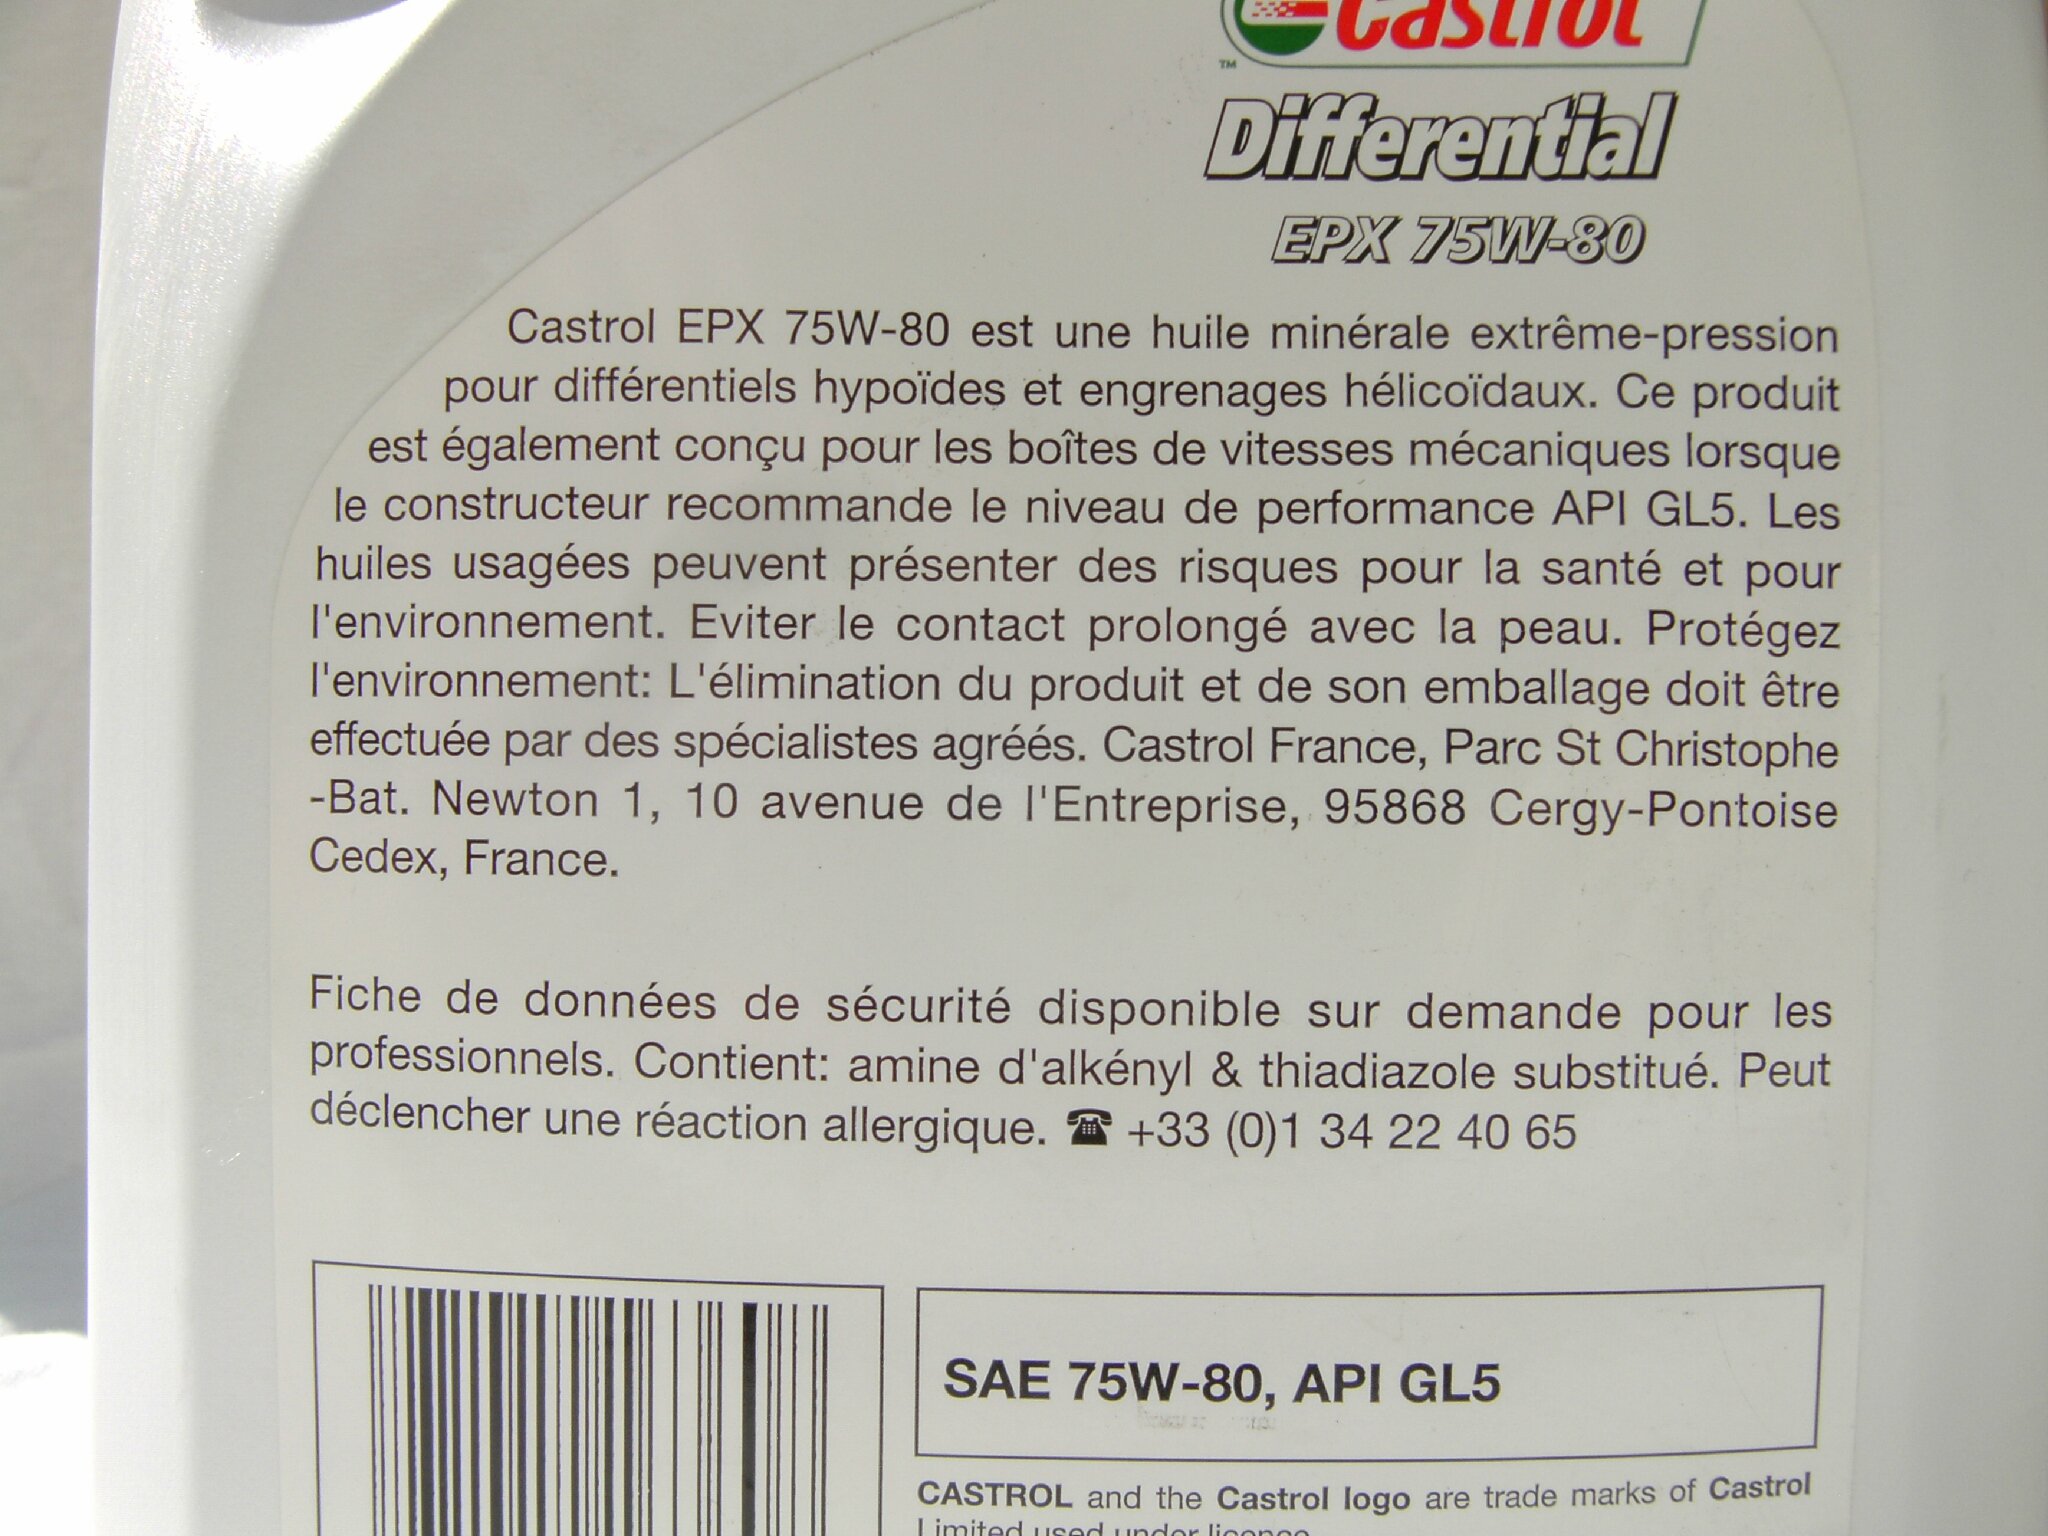 Castrol
TM
Differential
EPX 75W-80
Castrol EPX 75W-80 est une huile minérale extrême-pression
pour différentiels hypoïdes et engrenages hélicoïdaux. Ce produit
est également conçu pour les boîtes de vitesses mécaniques lorsque
le constructeur recommande le niveau de performance API GL5. Les
huiles usagées peuvent présenter des risques pour la santé et pour
l'environnement. Eviter le contact prolongé avec la peau. Protégez
l'environnement: L'élimination du produit et de son emballage doit être
effectuée par des spécialistes agréés. Castrol France, Parc St Christophe
-Bat. Newton 1, 10 avenue de l'Entreprise, 95868 Cergy-Pontoise
Cedex, France.
Fiche de données de sécurité disponible sur demande pour les
professionnels. Contient: amine d'alkényl & thiadiazole substitué. Peut
déclencher une réaction allergique. ☎ +33 (0)1 34 22 40 65
SAE 75W-80, API GL5
CASTROL and the Castrol logo are trade marks of Castrol
Limited used under licence